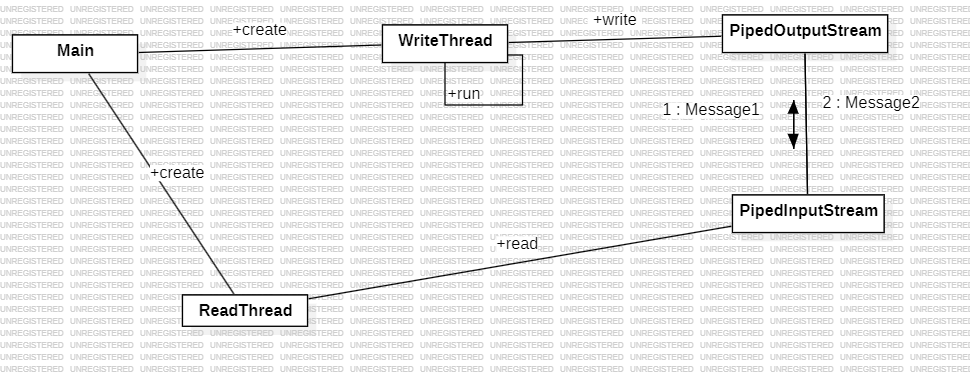 +create
Main
WriteThread
+write
PipedOutputStream
+run
1 : Message1
2 : Message2
+create
PipedInputStream
+read
ReadThread
UNREGISTERED